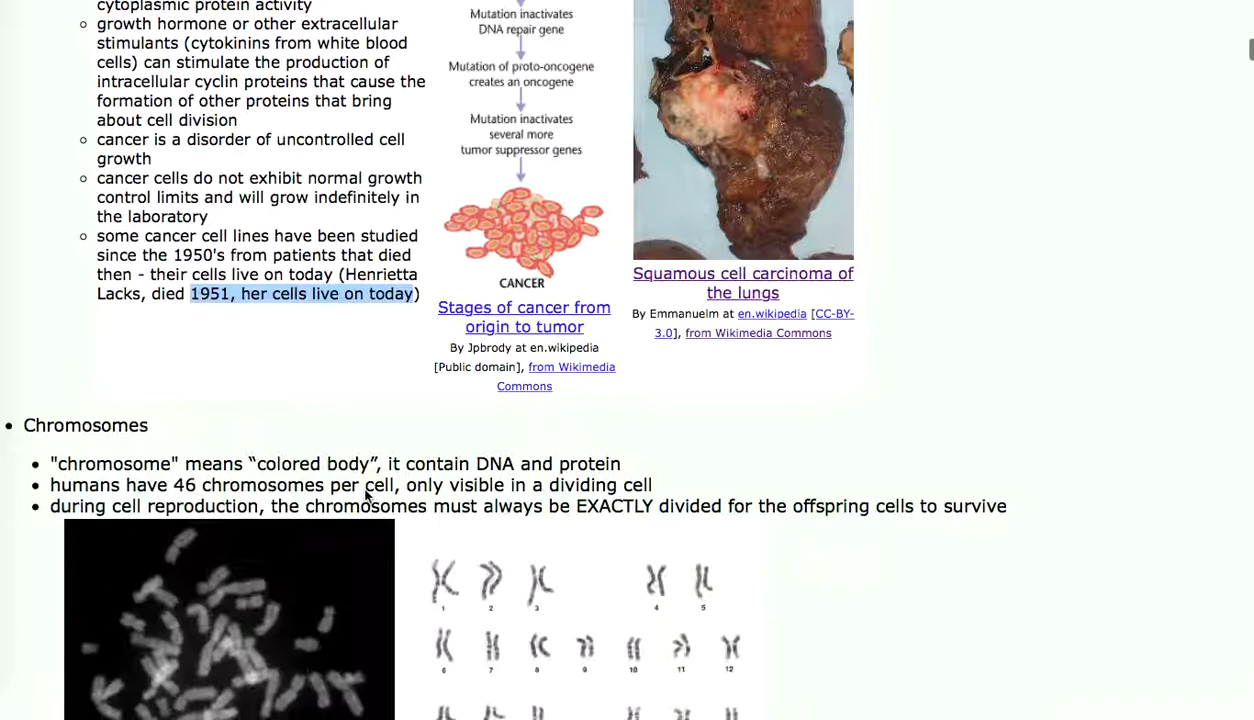 cytoplasmic protein activity
growth hormone or other extracellular
stimulants (cytokinins from white blood
cells) can stimulate the production of
intracellular cyclin proteins that cause the
formation of other proteins that bring
about cell division
cancer is a disorder of uncontrolled cell
growth
cancer cells do not exhibit normal growth
control limits and will grow indefinitely in
the laboratory
some cancer cell lines have been studied
since the 1950's from patients that died
then - their cells live on today (Henrietta
Lacks, died 1951, her cells live on today)
Mutation inactivates
DNA repair gene
Mutation of proto-oncogene
creates an oncogene
Mutation inactivates
several more
tumor suppressor genes
CANCER
Stages of cancer from
origin to tumor
By Jpbrody at en.wikipedia
[Public domain], from Wikimedia
Commons
Squamous cell carcinoma of
the lungs
By Emmanuelm at en.wikipedia [CC-BY-
3.0], from Wikimedia Commons
• Chromosomes
• "chromosome" means “colored body”, it contain DNA and protein
• humans have 46 chromosomes per cell, only visible in a dividing cell
• during cell reproduction, the chromosomes must always be EXACTLY divided for the offspring cells to survive
1 2 3 4 5
6 7 8 9 10 11 12